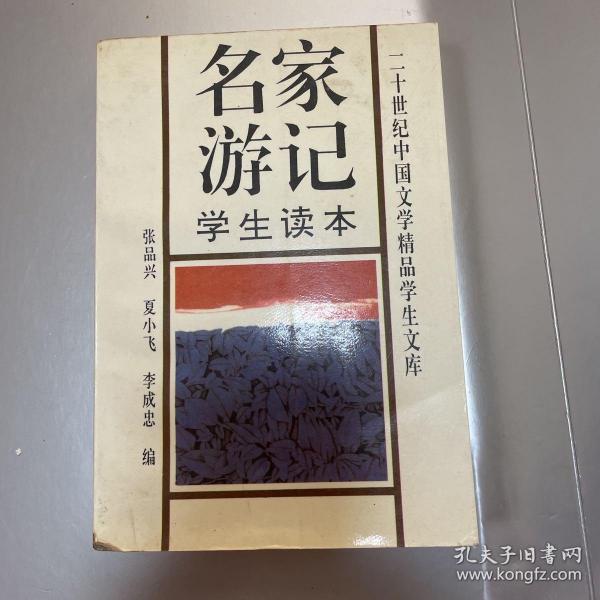 名家
游记
学生读本
二十世纪中国文学精品学生文库
张品兴 夏小飞 李成忠 编
孔夫子旧书网
www.kongfz.com